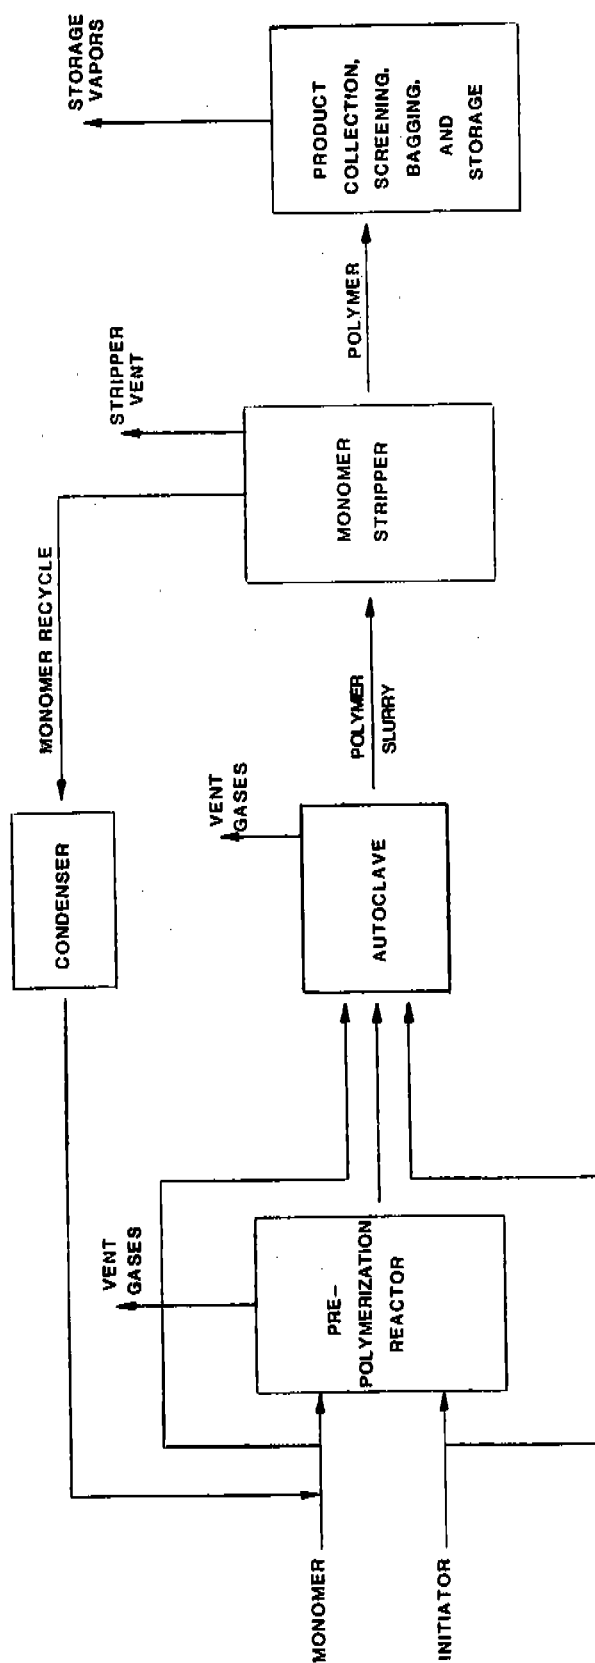 MONOMER
INITIATOR
VENT
GASES
PRE-
POLYMERIZATION
REACTOR
CONDENSER
MONOMER RECYCLE
VENT
GASES
AUTOCLAVE
POLYMER
SLURRY
STRIPPER
VENT
MONOMER
STRIPPER
POLYMER
STORAGE
VAPORS
PRODUCT
COLLECTION,
SCREENING,
BAGGING,
AND
STORAGE